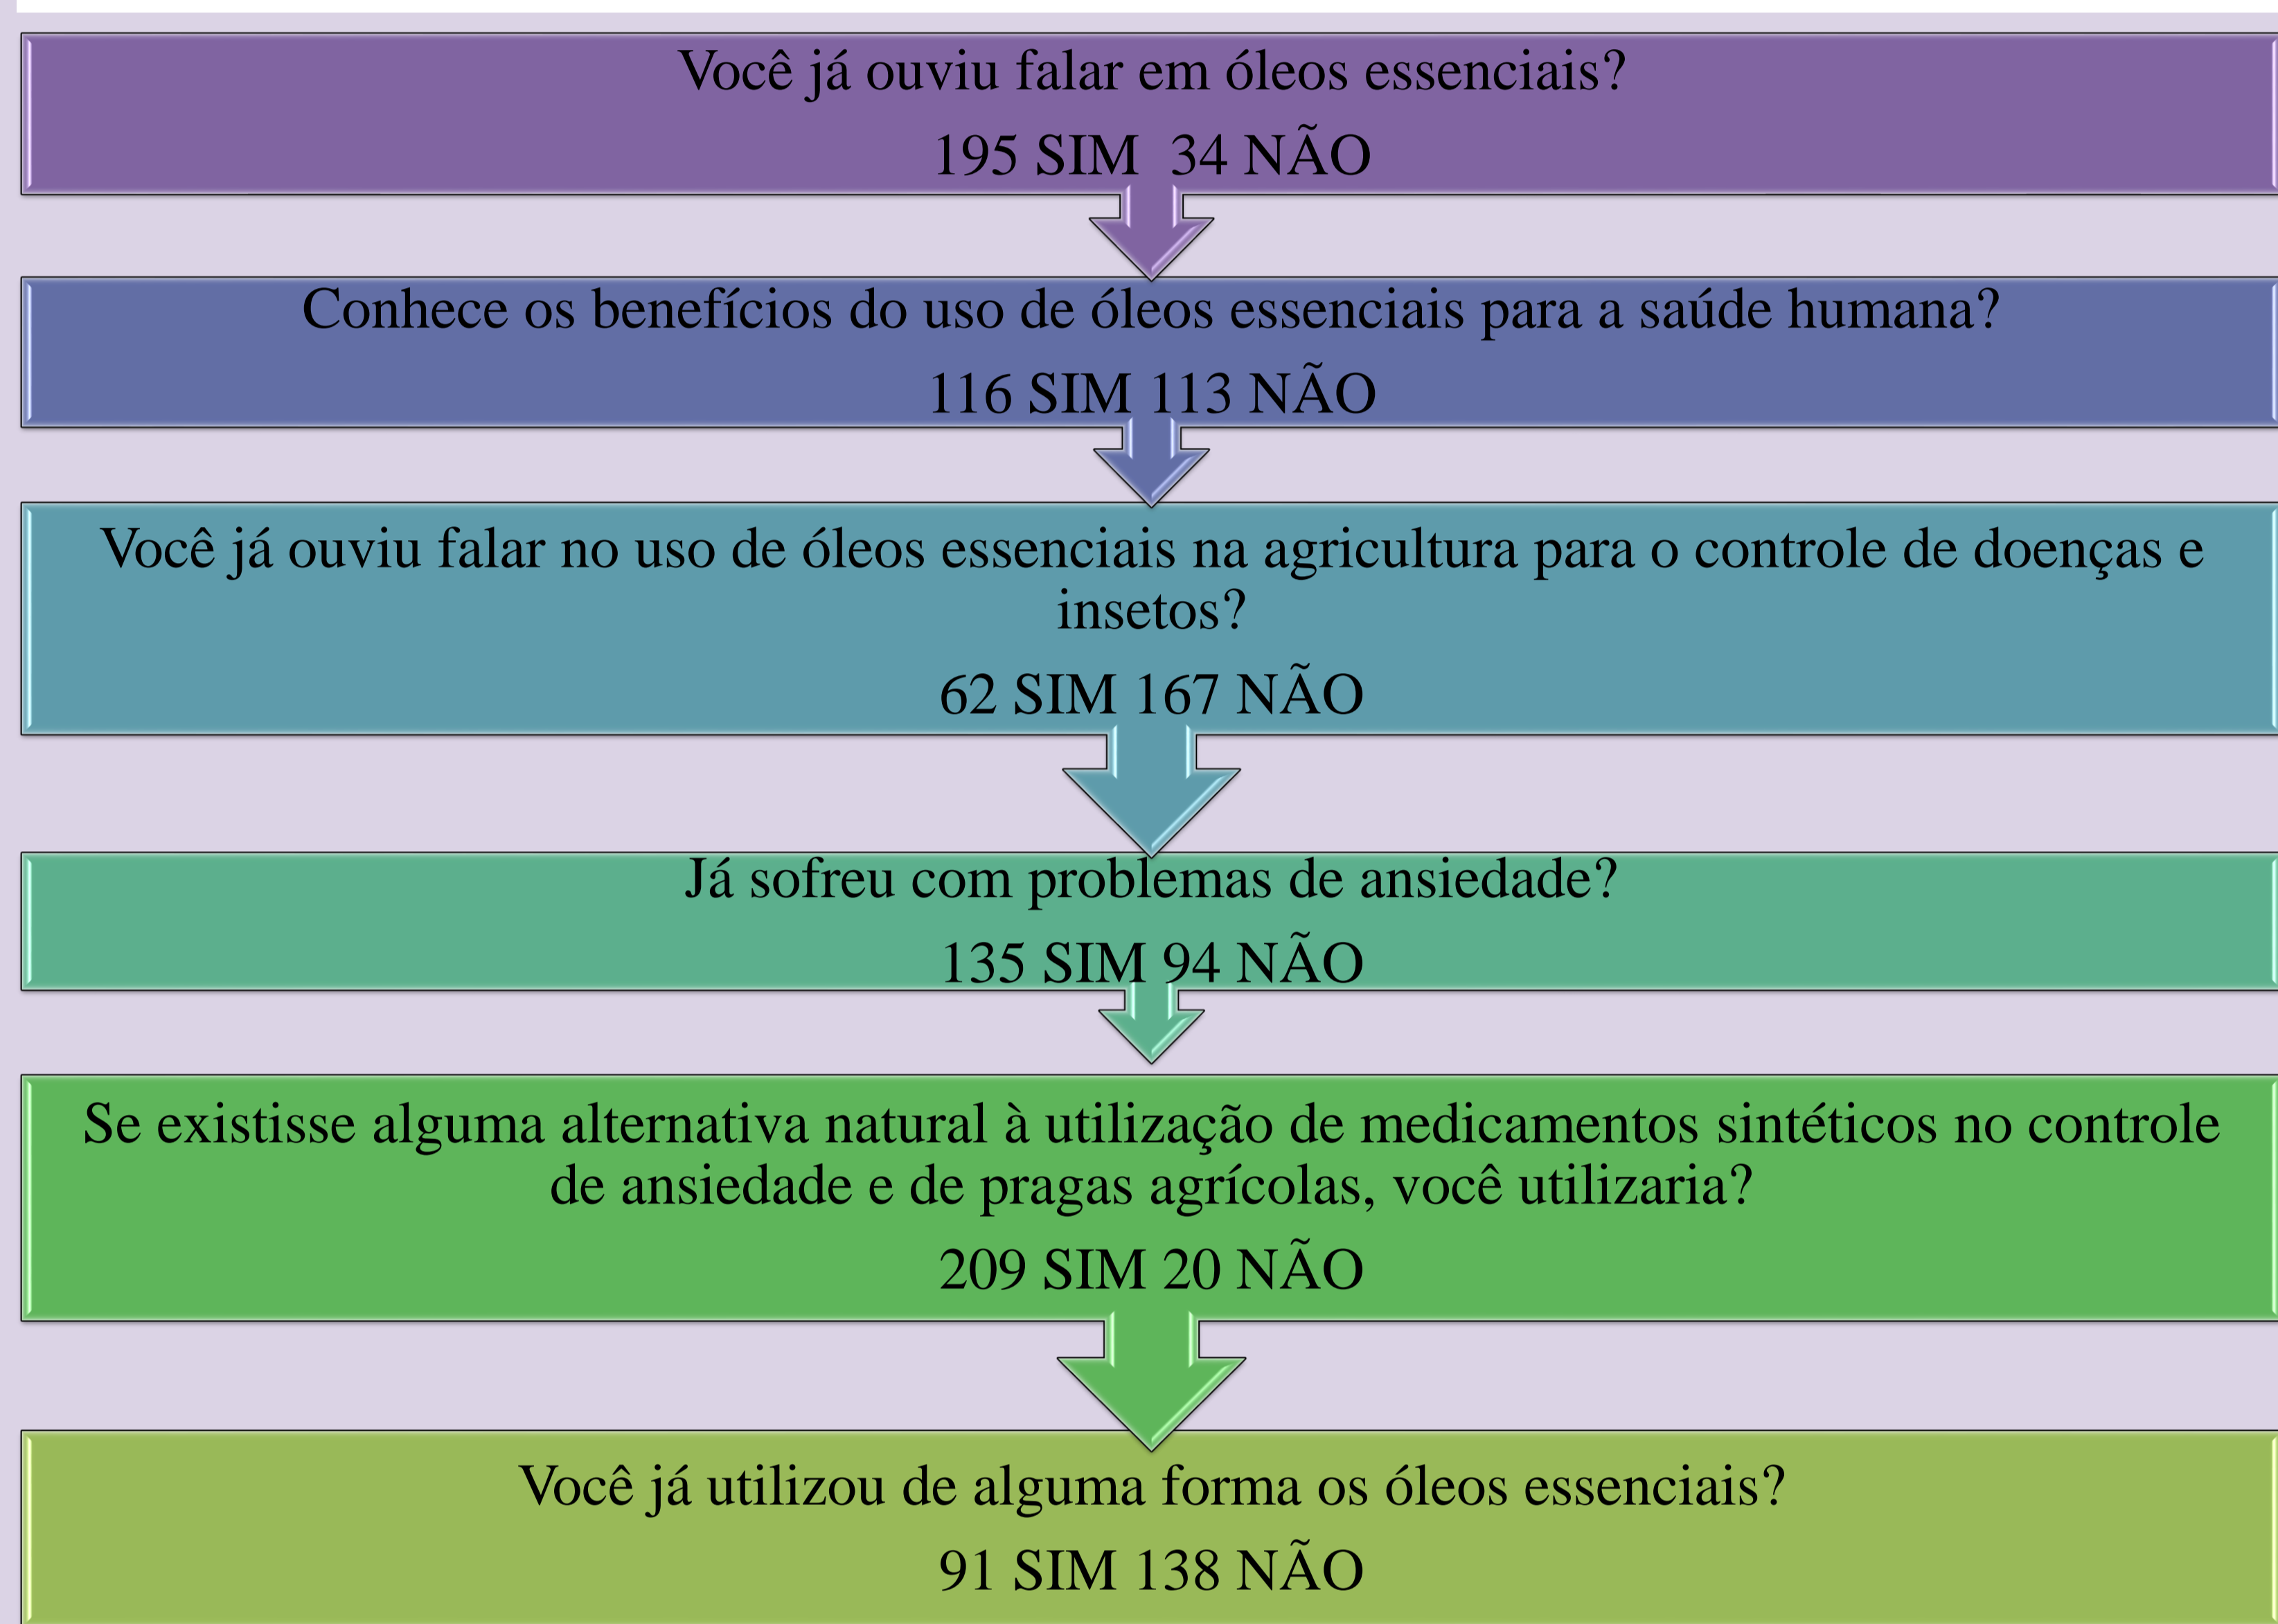 Você já ouviu falar em óleos essenciais?
195 SIM  34 NÃO
Conhece os benefícios do uso de óleos essenciais para a saúde humana?
116 SIM 113 NÃO
Você já ouviu falar no uso de óleos essenciais na agricultura para o controle de doenças e
insetos?
62 SIM 167 NÃO
Já sofreu com problemas de ansiedade?
135 SIM 94 NÃO
Se existisse alguma alternativa natural à utilização de medicamentos sintéticos no controle
de ansiedade e de pragas agrícolas, você utilizaria?
209 SIM 20 NÃO
Você já utilizou de alguma forma os óleos essenciais?
91 SIM 138 NÃO